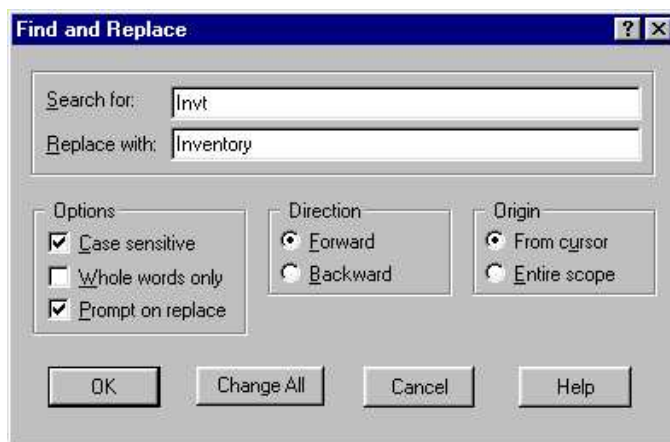 Find and Replace
Search for: Invt
Replace with: Inventory
Options Direction Origin
Case sensitive Forward From cursor
Whole words only Backward Entire scope
Prompt on replace
OK Change All Cancel Help